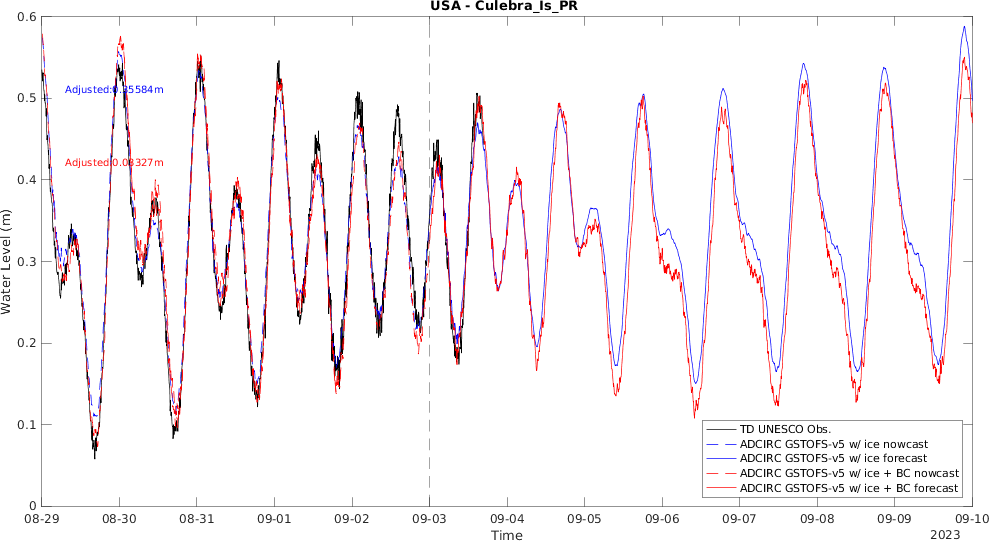 USA - Culebra_Is_PR
0.6
0.5
0.4
0.3
0.2
0.1
0
Water Level (m)
Adjusted:0.35584m
Adjusted:0.03327m
TD UNESCO Obs.
ADCIRC GSTOFS-v5 w/ ice nowcast
ADCIRC GSTOFS-v5 w/ ice forecast
ADCIRC GSTOFS-v5 w/ ice + BC nowcast
ADCIRC GSTOFS-v5 w/ ice + BC forecast
08-29 08-30 08-31 09-01 09-02 09-03 09-04 09-05 09-06 09-07 09-08 09-09 09-10
Time
2023